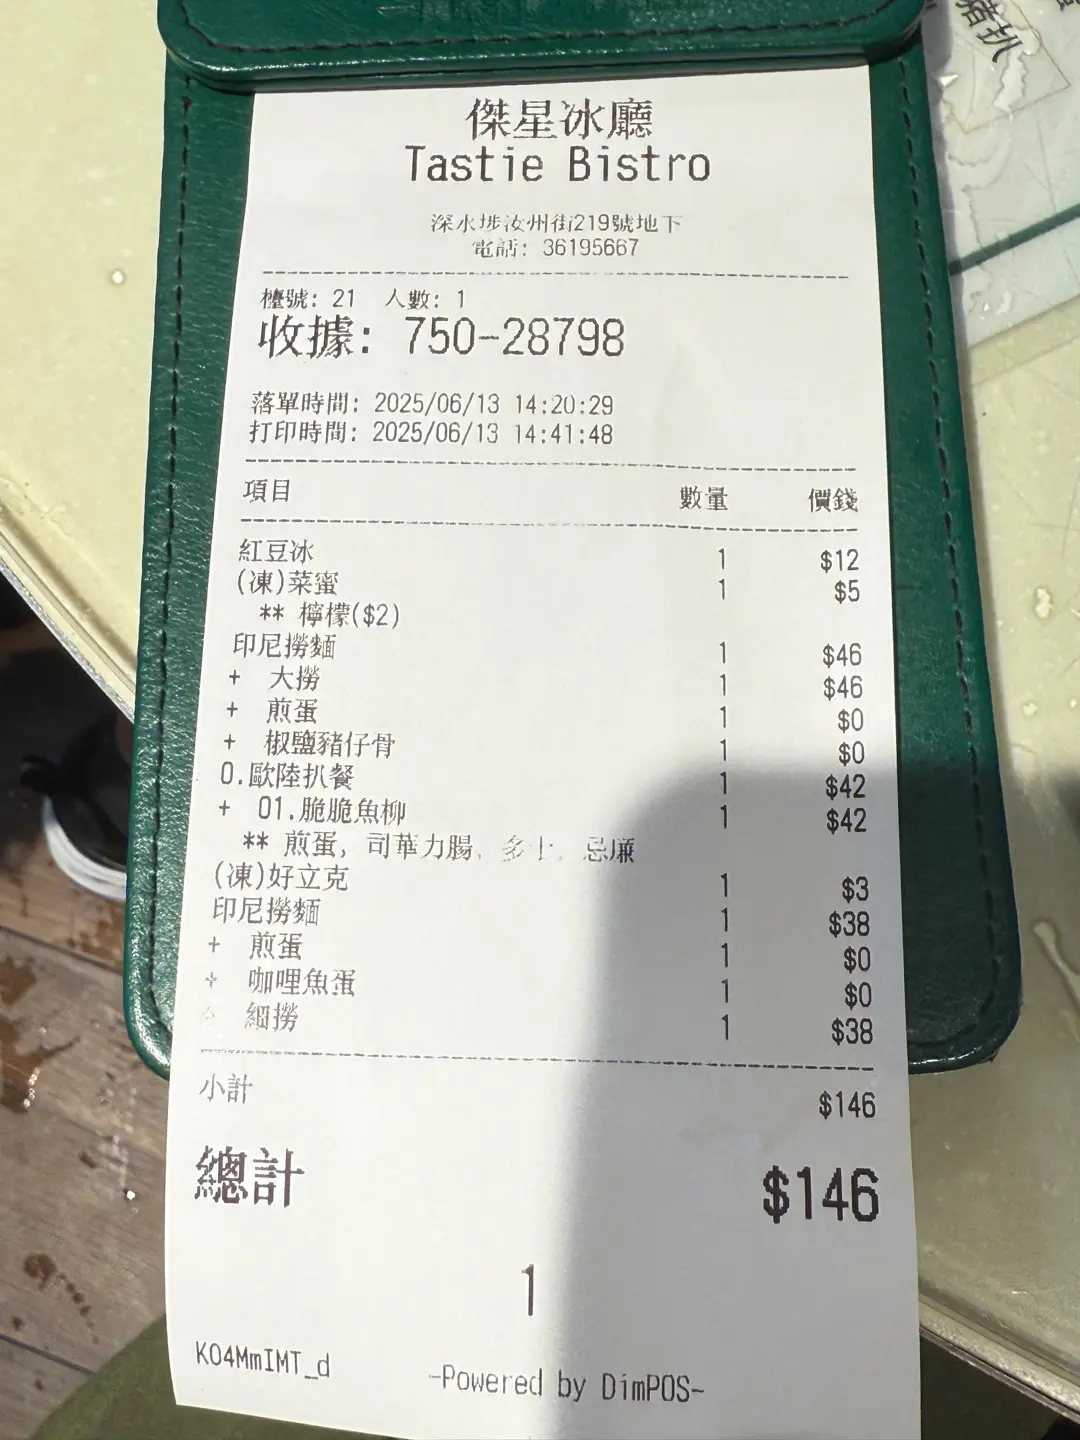 豬扒
傑星冰廳
Tastie Bistro
深水埗汝州街219號地下
電話: 36195667
檯號: 21 人數: 1
收據: 750-28798
落單時間: 2025/06/13 14:20:29
打印時間: 2025/06/13 14:41:48
項目 數量 價錢
紅豆冰 1 $12
(凍)菜蜜 1 $5
** 檸檬($2)
印尼撈麵 1 $46
+ 大撈 1 $46
+ 煎蛋 1 $0
+ 椒鹽豬仔骨 1 $0
O.歐陸扒餐 1 $42
+ 01.脆脆魚柳 1 $42
** 煎蛋, 司華力腸, 多士, 忌廉
(凍)好立克 1 $3
印尼撈麵 1 $38
+ 煎蛋 1 $0
+ 咖哩魚蛋 1 $0
+ 細撈 1 $38
小計 $146
總計 $146
1
K04MmIMT_d
-Powered by DimPOS-